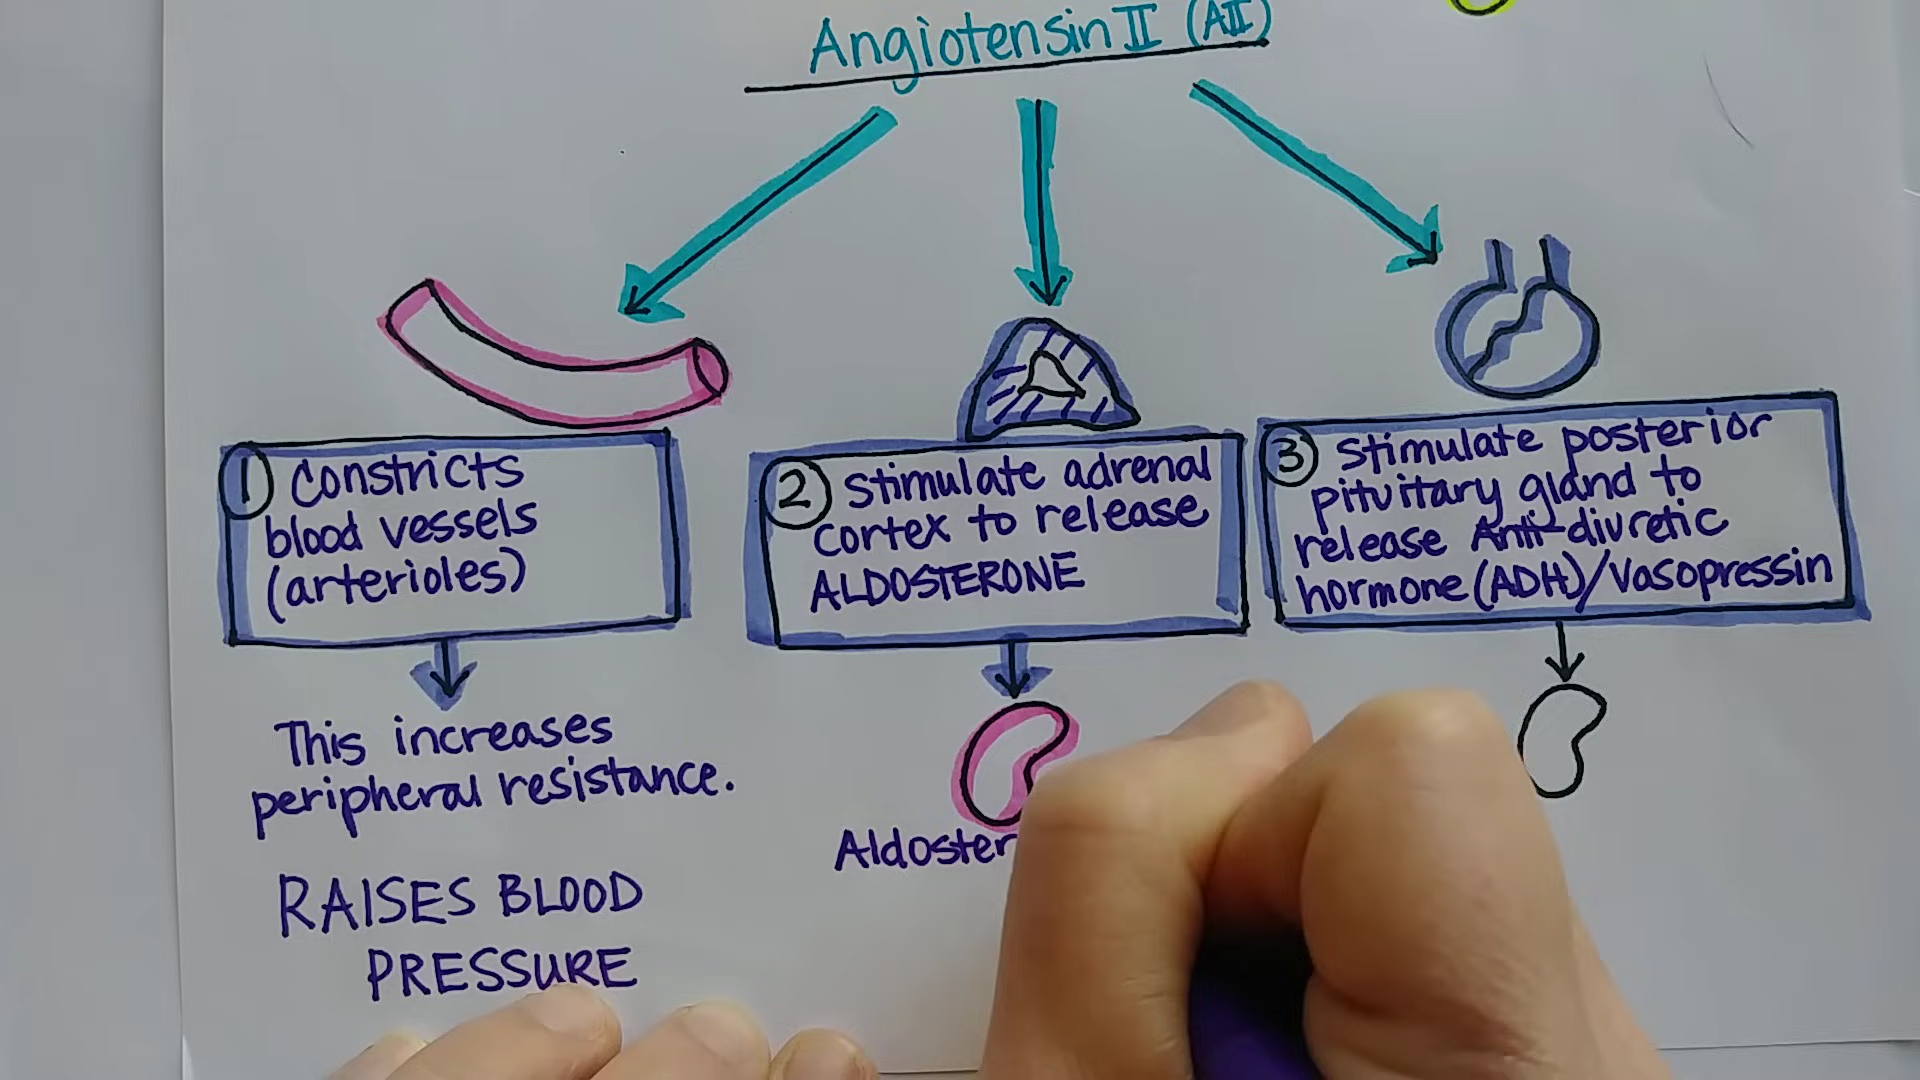 Angiotensin II (AII)
1 Constricts
blood vessels
(arterioles)
This increases
peripheral resistance.
RAISES BLOOD
PRESSURE
2 Stimulate adrenal
cortex to release
ALDOSTERONE
Aldoster
3 Stimulate posterior
pituitary gland to
release Anti-diuretic
hormone (ADH)/Vasopressin